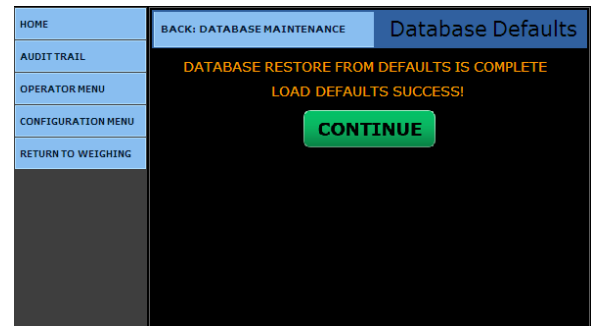 HOME
AUDIT TRAIL
OPERATOR MENU
CONFIGURATION MENU
RETURN TO WEIGHING
BACK: DATABASE MAINTENANCE
Database Defaults
DATABASE RESTORE FROM DEFAULTS IS COMPLETE
LOAD DEFAULTS SUCCESS!
CONTINUE